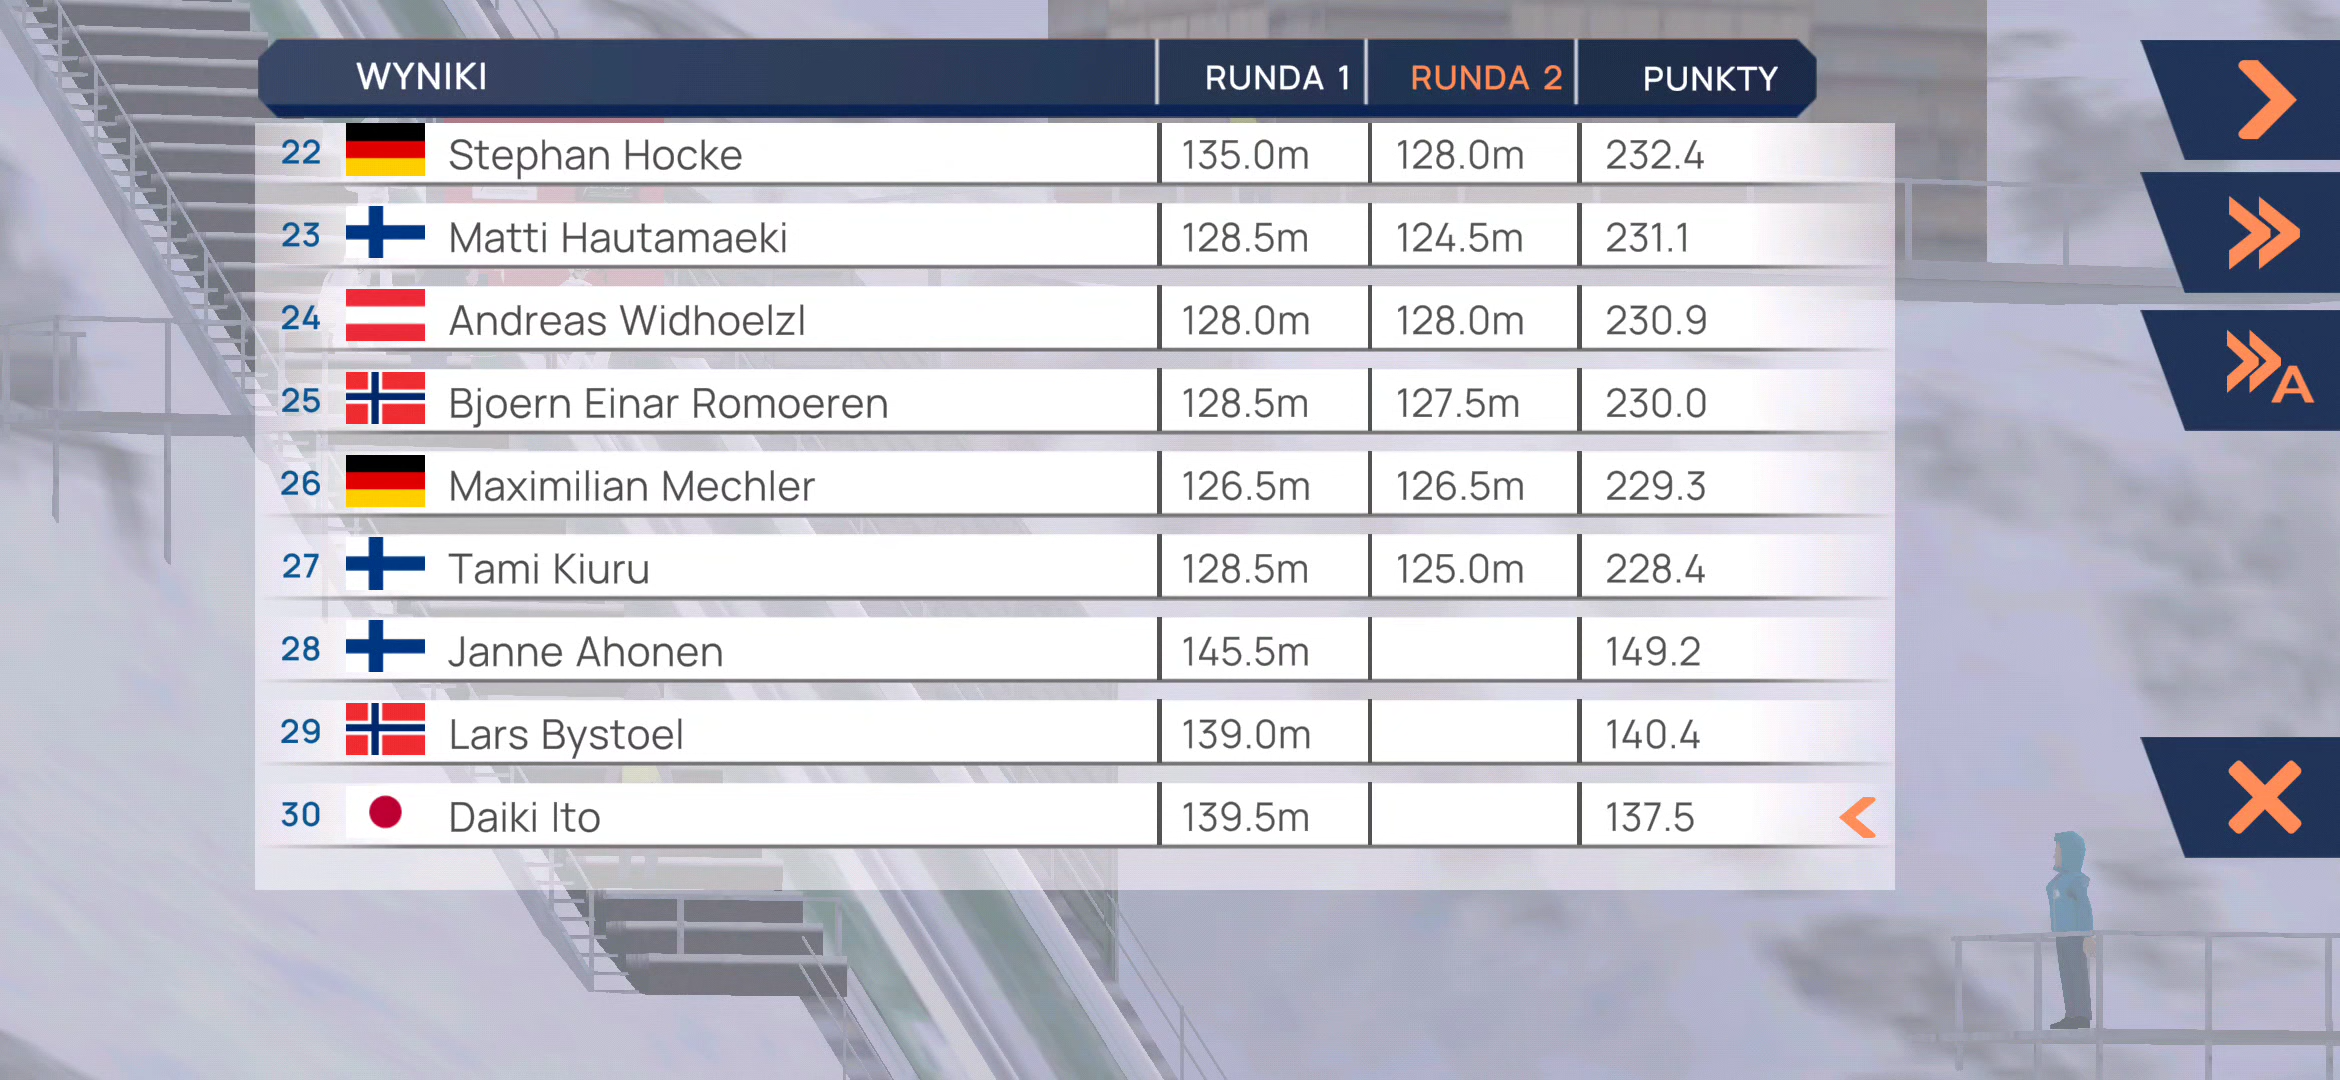 WYNIKI RUNDA 1 RUNDA 2 PUNKTY
22 Stephan Hocke 135.0m 128.0m 232.4
23 Matti Hautamaeki 128.5m 124.5m 231.1
24 Andreas Widhoelzl 128.0m 128.0m 230.9
25 Bjoern Einar Romoeren 128.5m 127.5m 230.0
26 Maximilian Mechler 126.5m 126.5m 229.3
27 Tami Kiuru 128.5m 125.0m 228.4
28 Janne Ahonen 145.5m 149.2
29 Lars Bystoel 139.0m 140.4
30 Daiki Ito 139.5m 137.5
A